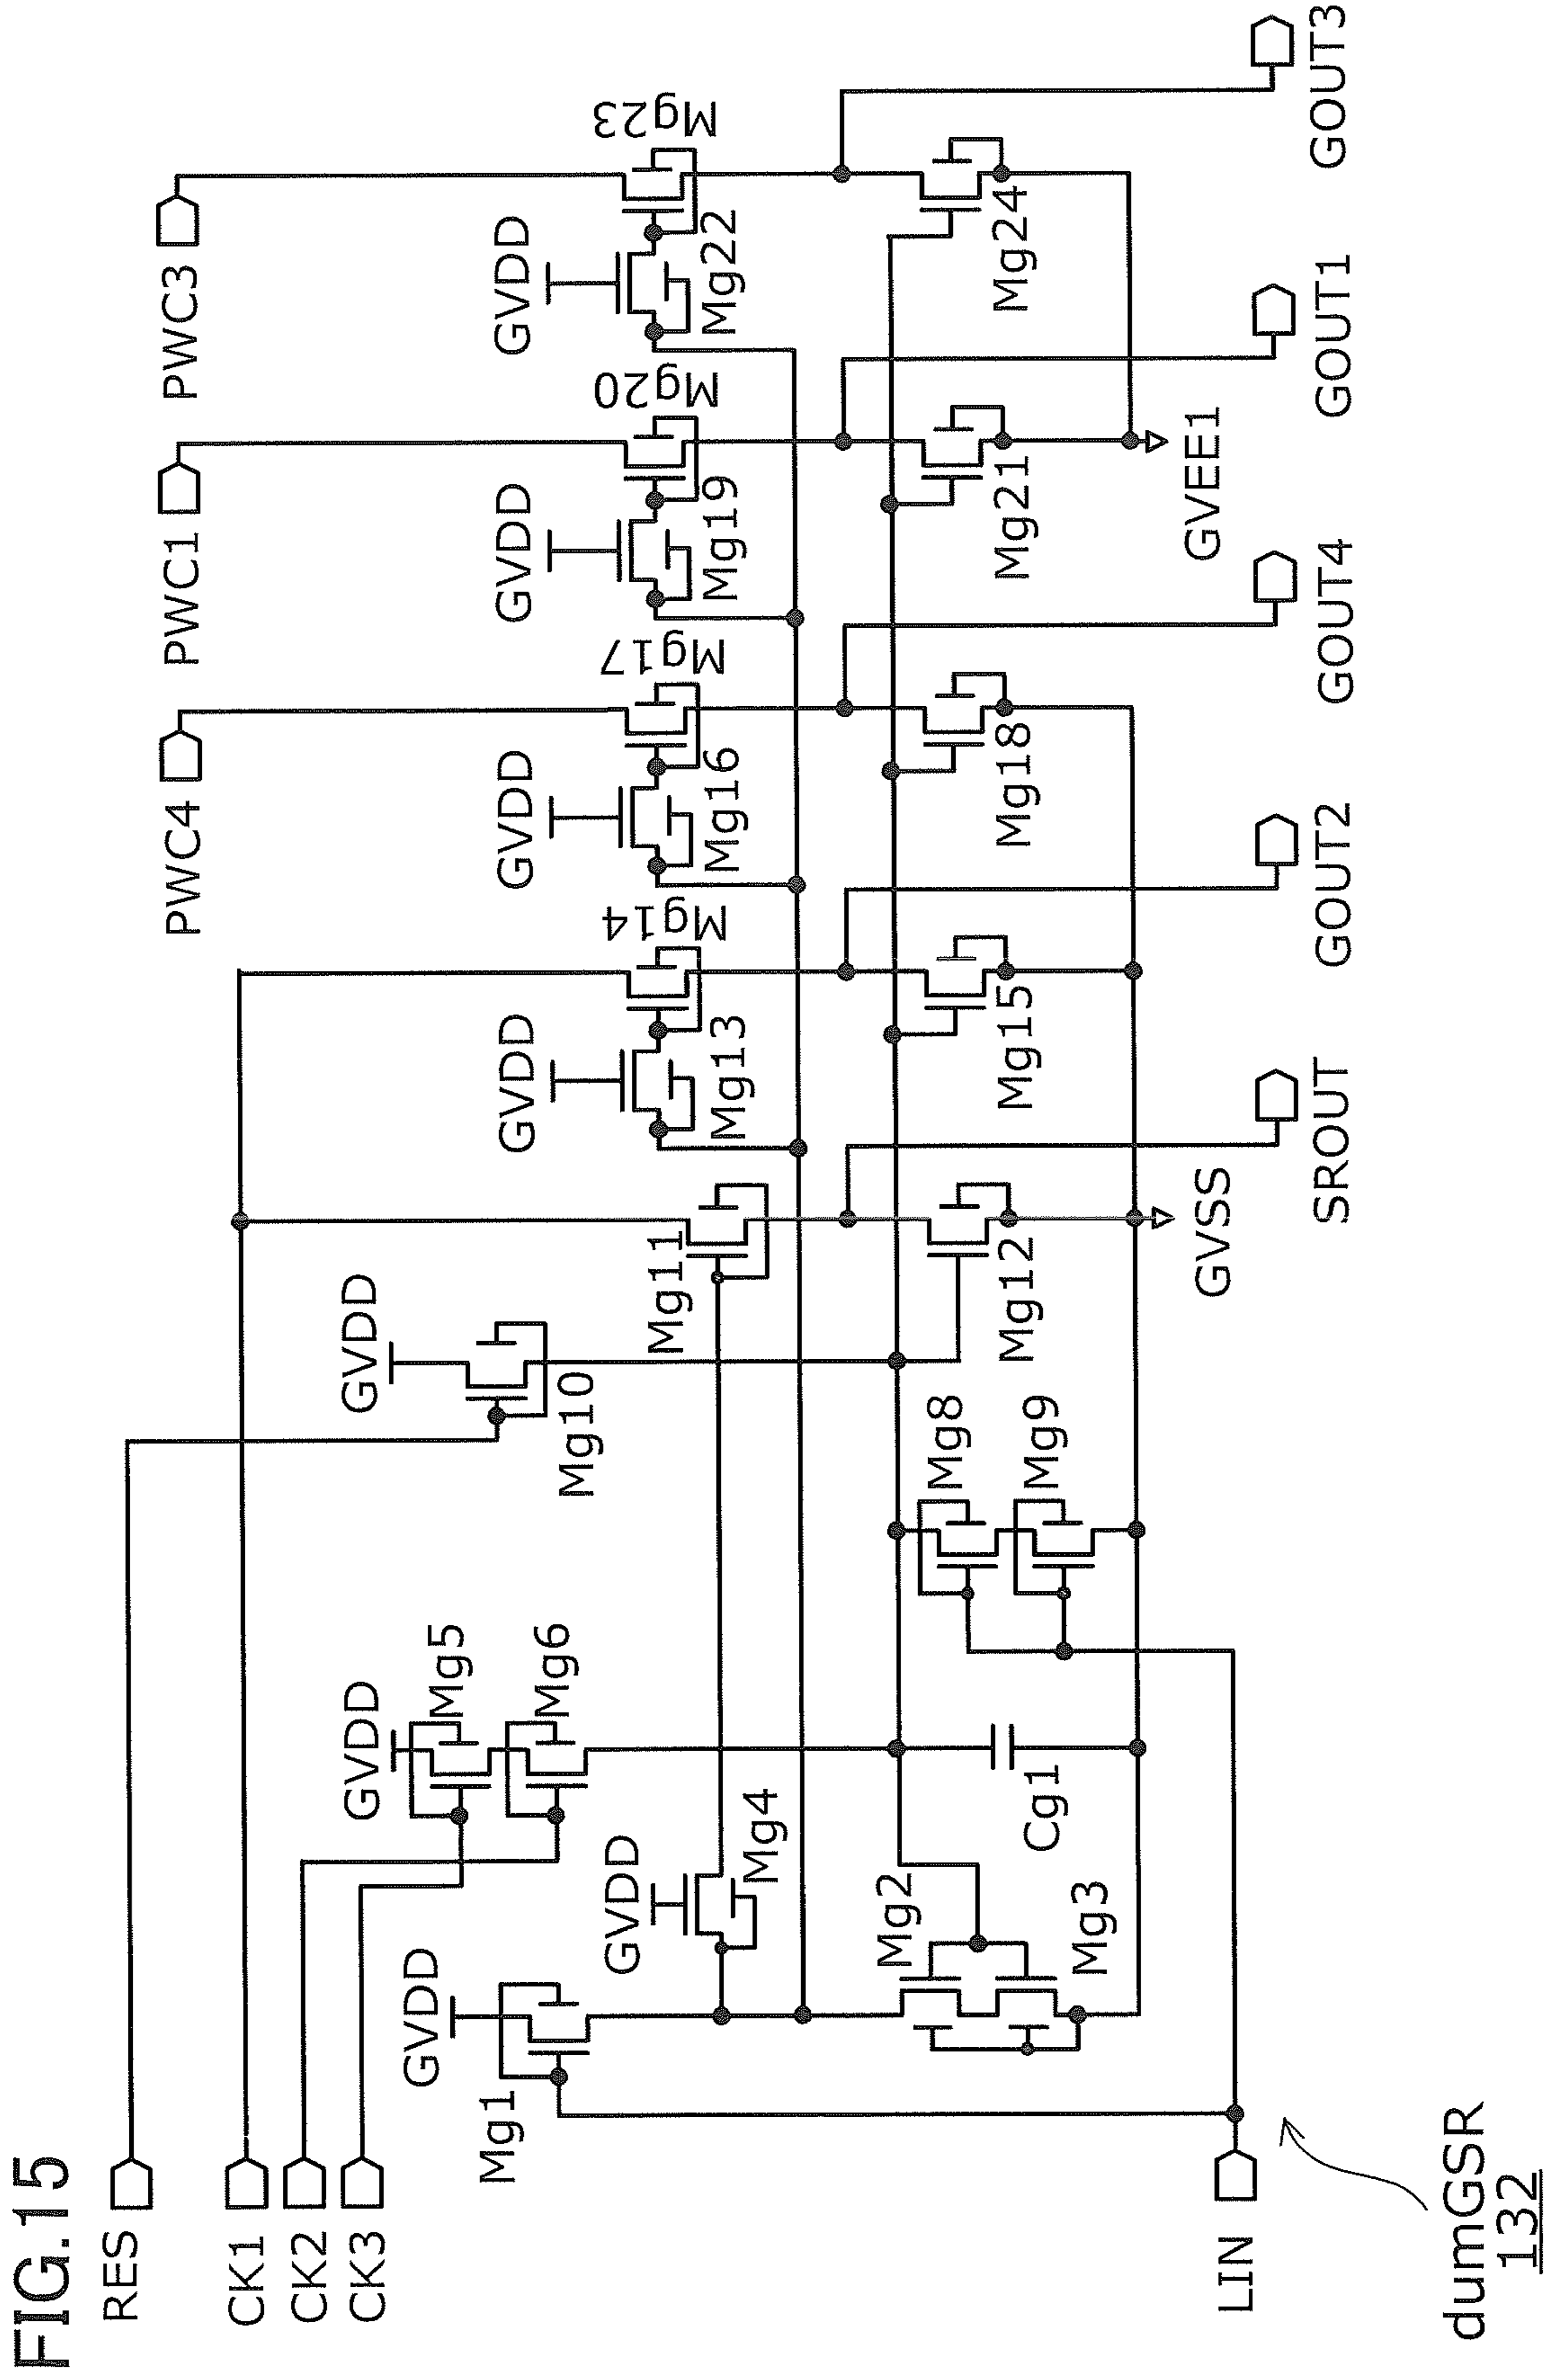 FIG.15
RES
CK1
CK2
CK3
LIN
dumGSR
132
GVDD
Mg1
GVDD
Mg4
Mg2
Mg3
GVDD
Mg5
Mg6
Cg1
Mg8
Mg9
GVDD
Mg10
Mg11
Mg12
GVSS
SROUT
GVDD
Mg13
Mg14
Mg15
GOUT2
PWC4
GVDD
Mg16
Mg17
Mg18
GOUT4
PWC1
GVDD
Mg19
Mg20
Mg21
GVEE1
GOUT1
PWC3
GVDD
Mg22
Mg23
Mg24
GOUT3